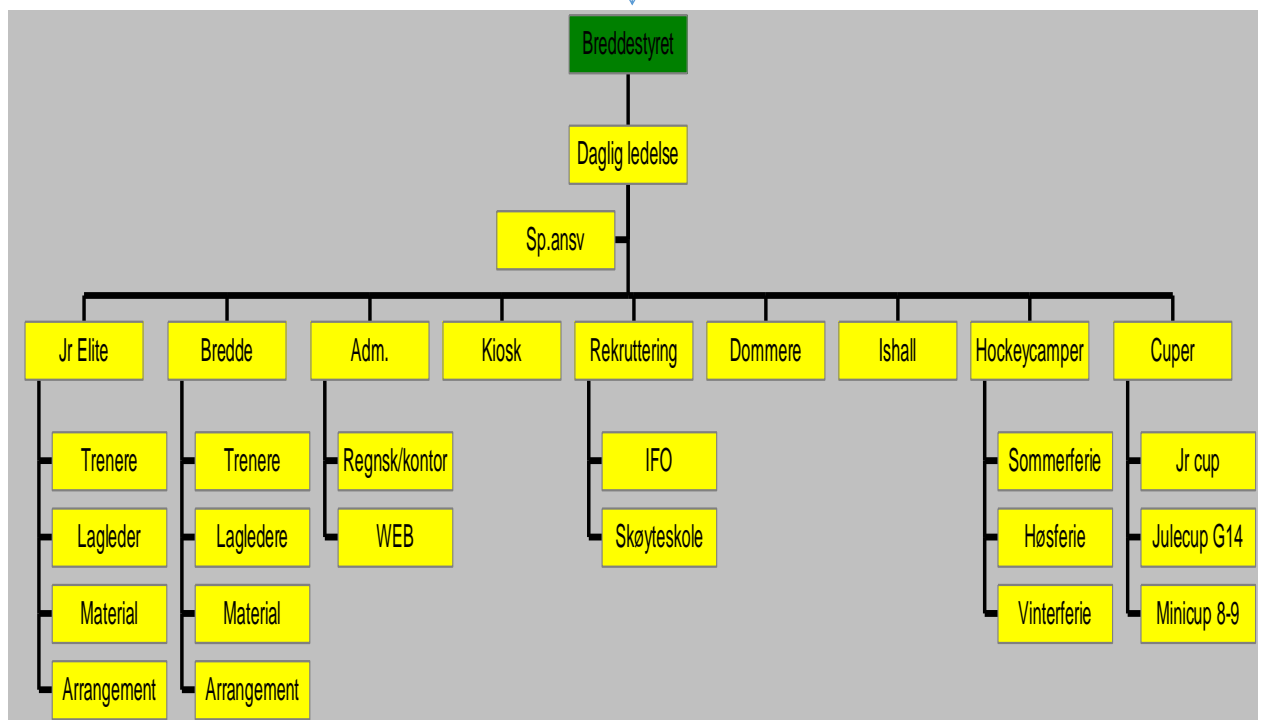 Breddestyret
Daglig ledelse
Sp.ansv
Jr Elite
Bredde
Adm.
Kiosk
Rekruttering
Dommere
Ishall
Hockeycamper
Cuper
Trenere
Trenere
Regnsk/kontor
IFO
Sommerferie
Jr cup
Lagleder
Lagledere
WEB
Skøyteskole
Høsferie
Julecup G14
Material
Material
Vinterferie
Minicup 8-9
Arrangement
Arrangement